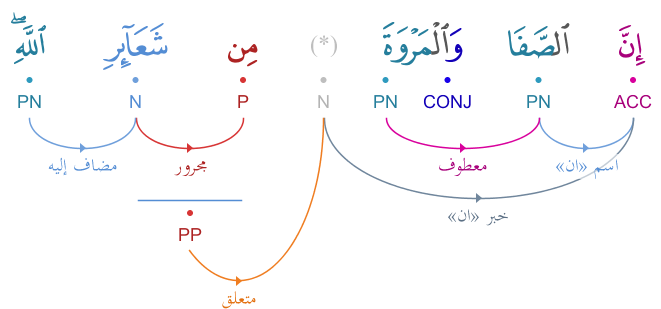 إِنَّ ٱلصَّفَا وَٱلْمَرْوَةَ (*) مِن شَعَآئِرِ ٱللَّهِ ۖ
ACC PN CONJ PN N P N PN
اسم «ان» معطوف مجرور مضاف إليه
خبر «ان»
PP
متعلق